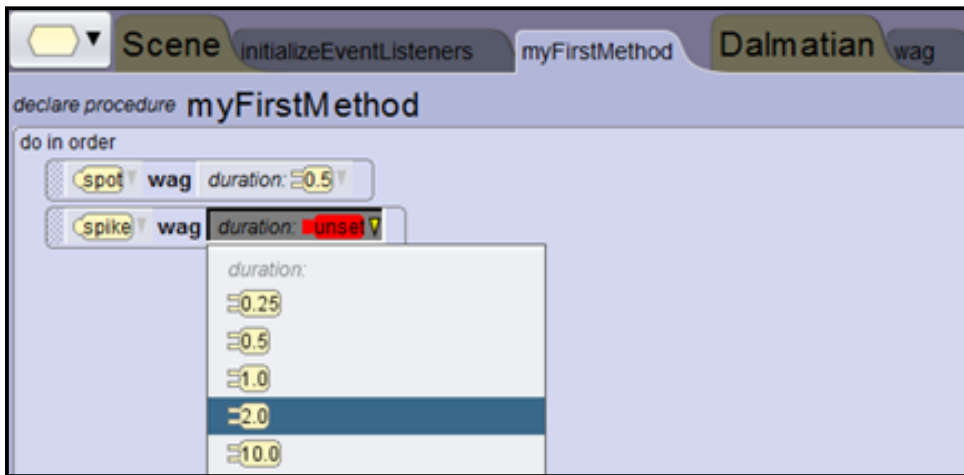 Scene initializeEventListeners myFirstMethod Dalmatian wag
declare procedure myFirstMethod
do in order
spot wag duration: 0.5
spike wag duration: unset
duration:
0.25
0.5
1.0
2.0
10.0